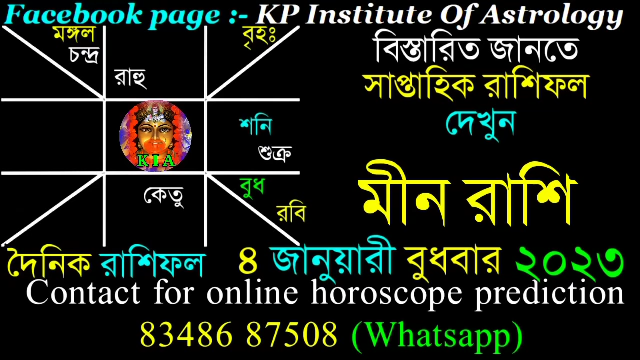 Facebook page :- KP Institute Of Astrology
মঙ্গল
চন্দ্র
রাহু
বৃহঃ
শনি
শুক্র
KIA
কেতু
বুধ
রবি
বিস্তারিত জানতে
সাপ্তাহিক রাশিফল
দেখুন
মীন রাশি
দৈনিক রাশিফল ৪ জানুয়ারী বুধবার ২০২৩
Contact for online horoscope prediction
83486 87508 (Whatsapp)